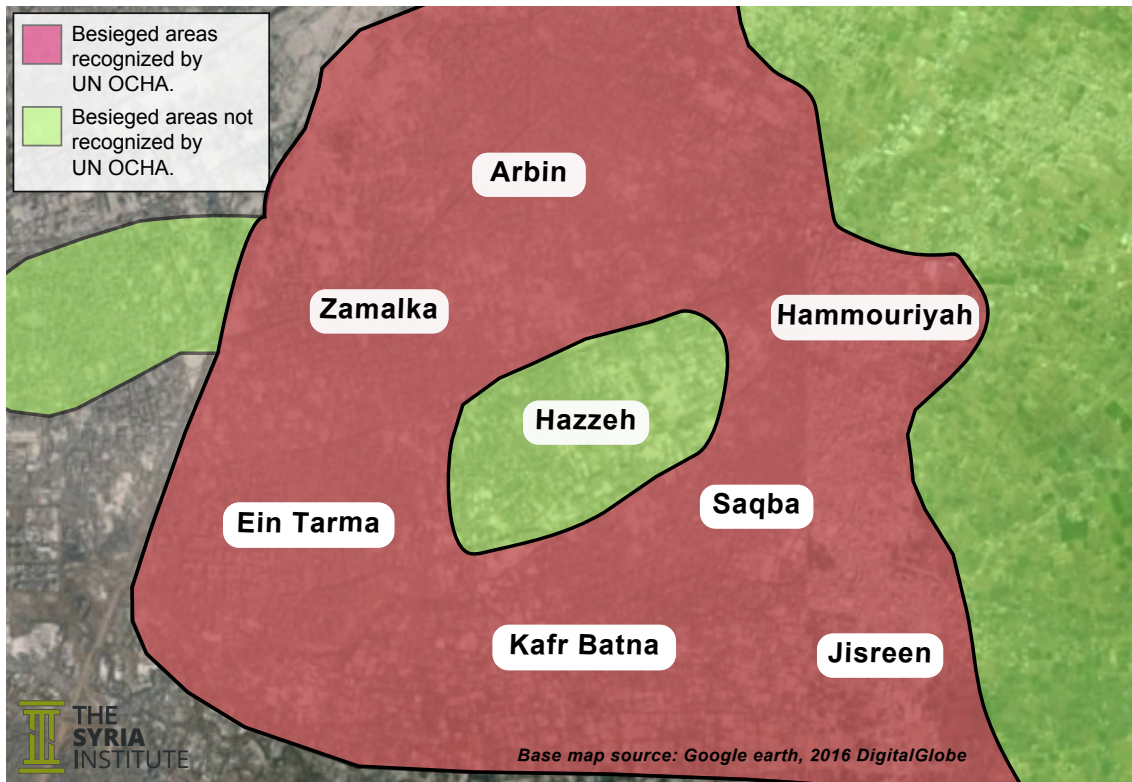 Besieged areas
recognized by
UN OCHA.
Besieged areas not
recognized by
UN OCHA.
Arbin
Zamalka
Hammouriyah
Hazzeh
Saqba
Ein Tarma
Kafr Batna
Jisreen
THE
SYRIA
INSTITUTE
Base map source: Google earth, 2016 DigitalGlobe